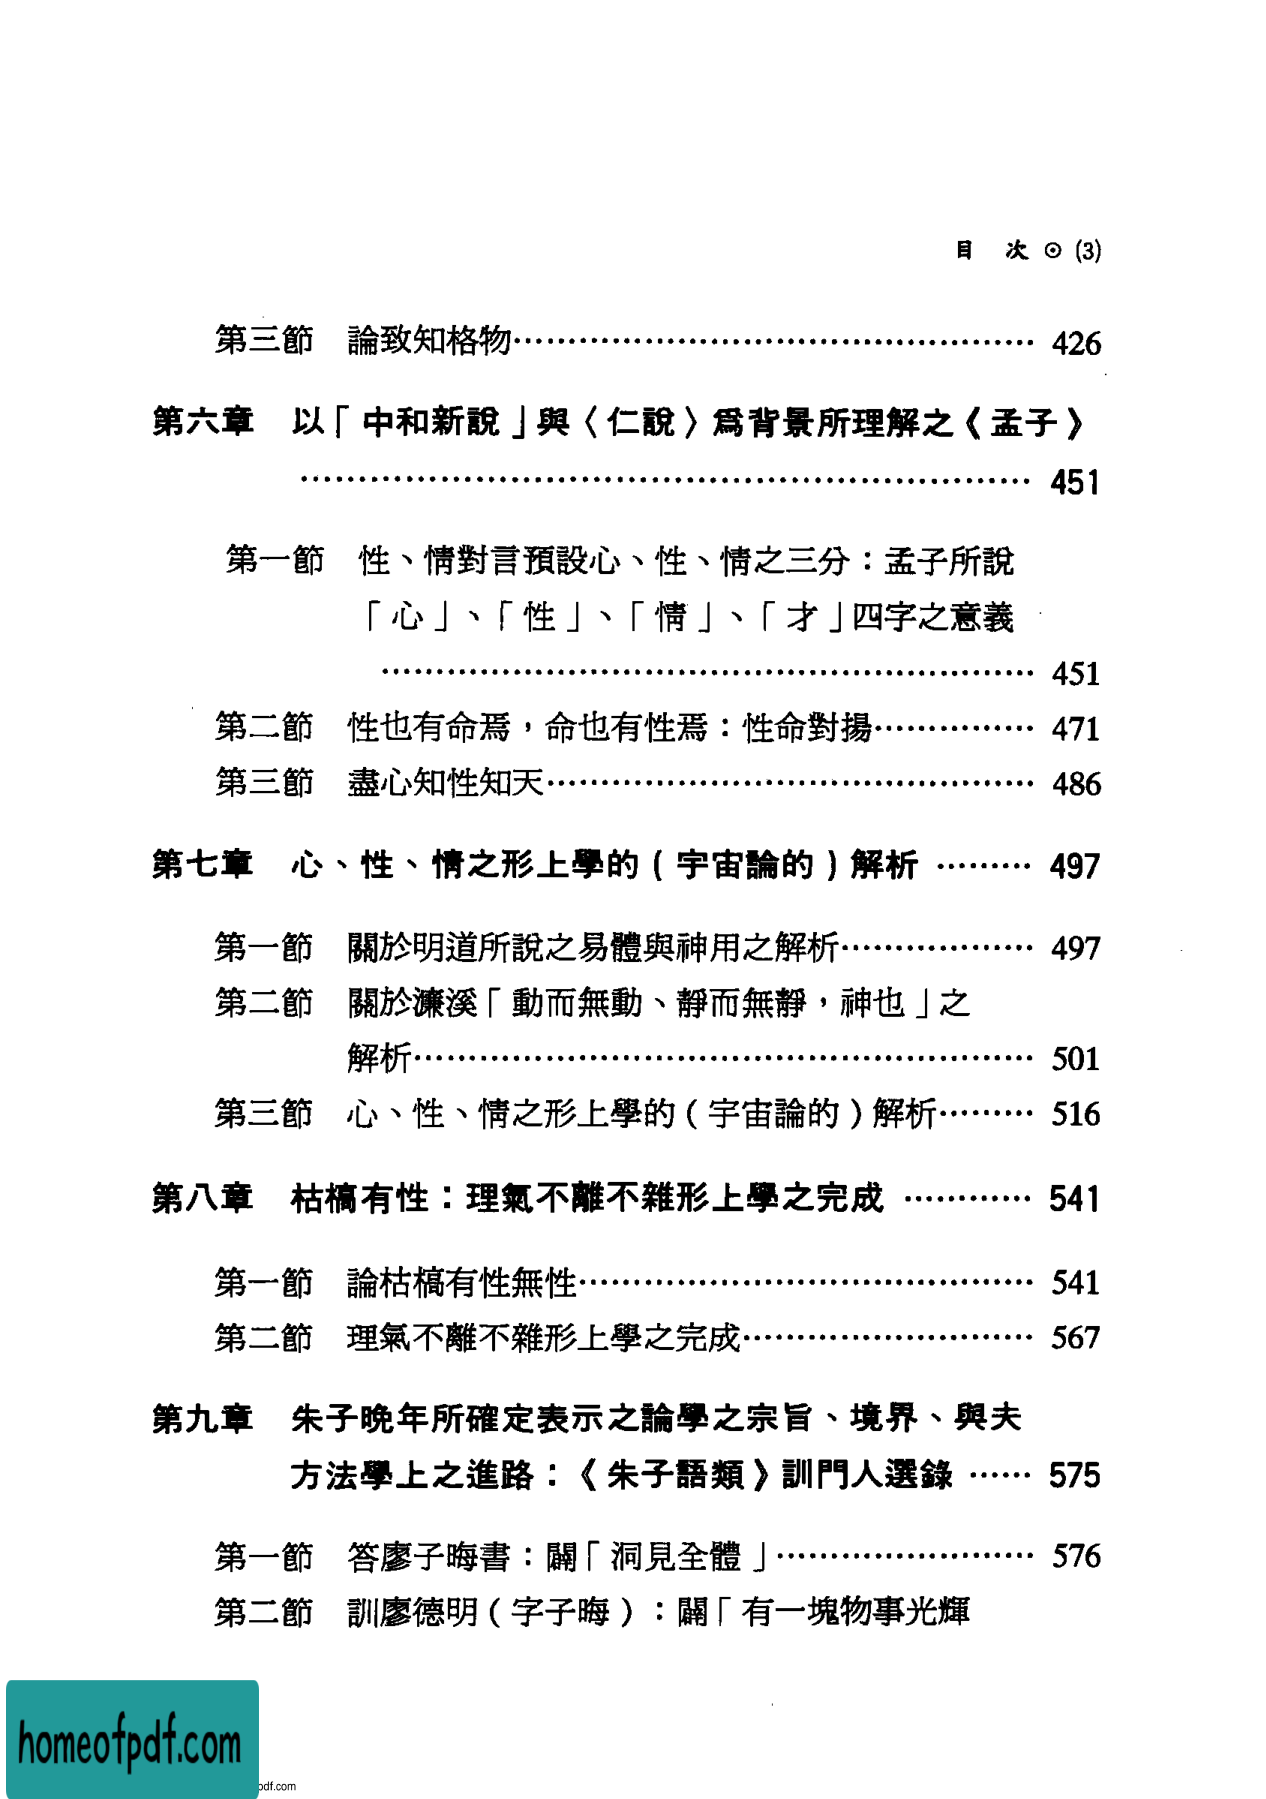 目　次⊙(3)
第三節　論致知格物…………………………………………426
第六章　以「中和新說」與〈仁說〉爲背景所理解之《孟子》
……………………………………………………………451
第一節　性、情對言預設心、性、情之三分：孟子所說
「心」、「性」、「情」、「才」四字之意義
……………………………………………………451
第二節　性也有命焉，命也有性焉：性命對揚……………471
第三節　盡心知性知天………………………………………486
第七章　心、性、情之形上學的（宇宙論的）解析………497
第一節　關於明道所說之易體與神用之解析………………497
第二節　關於濂溪「動而無動、靜而無靜，神也」之
解析…………………………………………………501
第三節　心、性、情之形上學的（宇宙論的）解析………516
第八章　枯槁有性：理氣不離不雜形上學之完成…………541
第一節　論枯槁有性無性……………………………………541
第二節　理氣不離不雜形上學之完成………………………567
第九章　朱子晚年所確定表示之論學之宗旨、境界、與夫
方法學上之進路：《朱子語類》訓門人選錄……575
第一節　答廖子晦書：闢「洞見全體」……………………576
第二節　訓廖德明（字子晦）：闢「有一塊物事光輝
homeofpdf.com
pdf.com